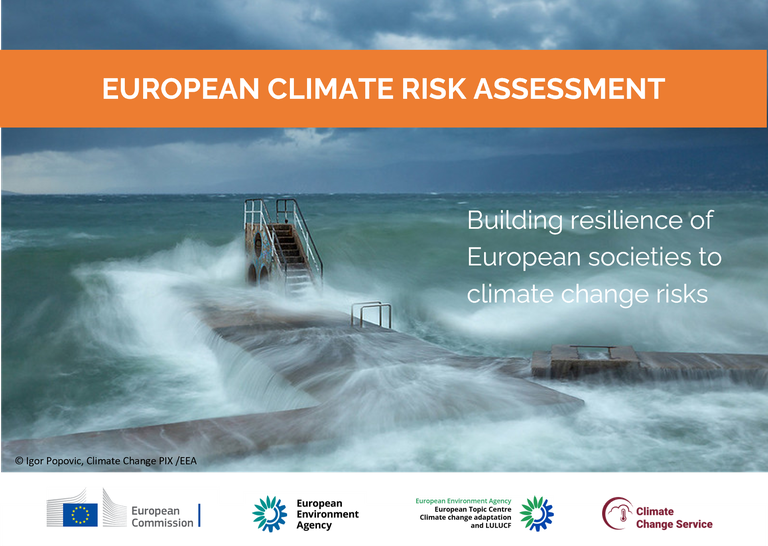 EUROPEAN CLIMATE RISK ASSESSMENT
Building resilience of
European societies to
climate change risks
© Igor Popovic, Climate Change PIX /EEA
European
Commission
European
Environment
Agency
European Environment Agency
European Topic Centre
Climate change adaptation
and LULUCF
Climate
Change Service